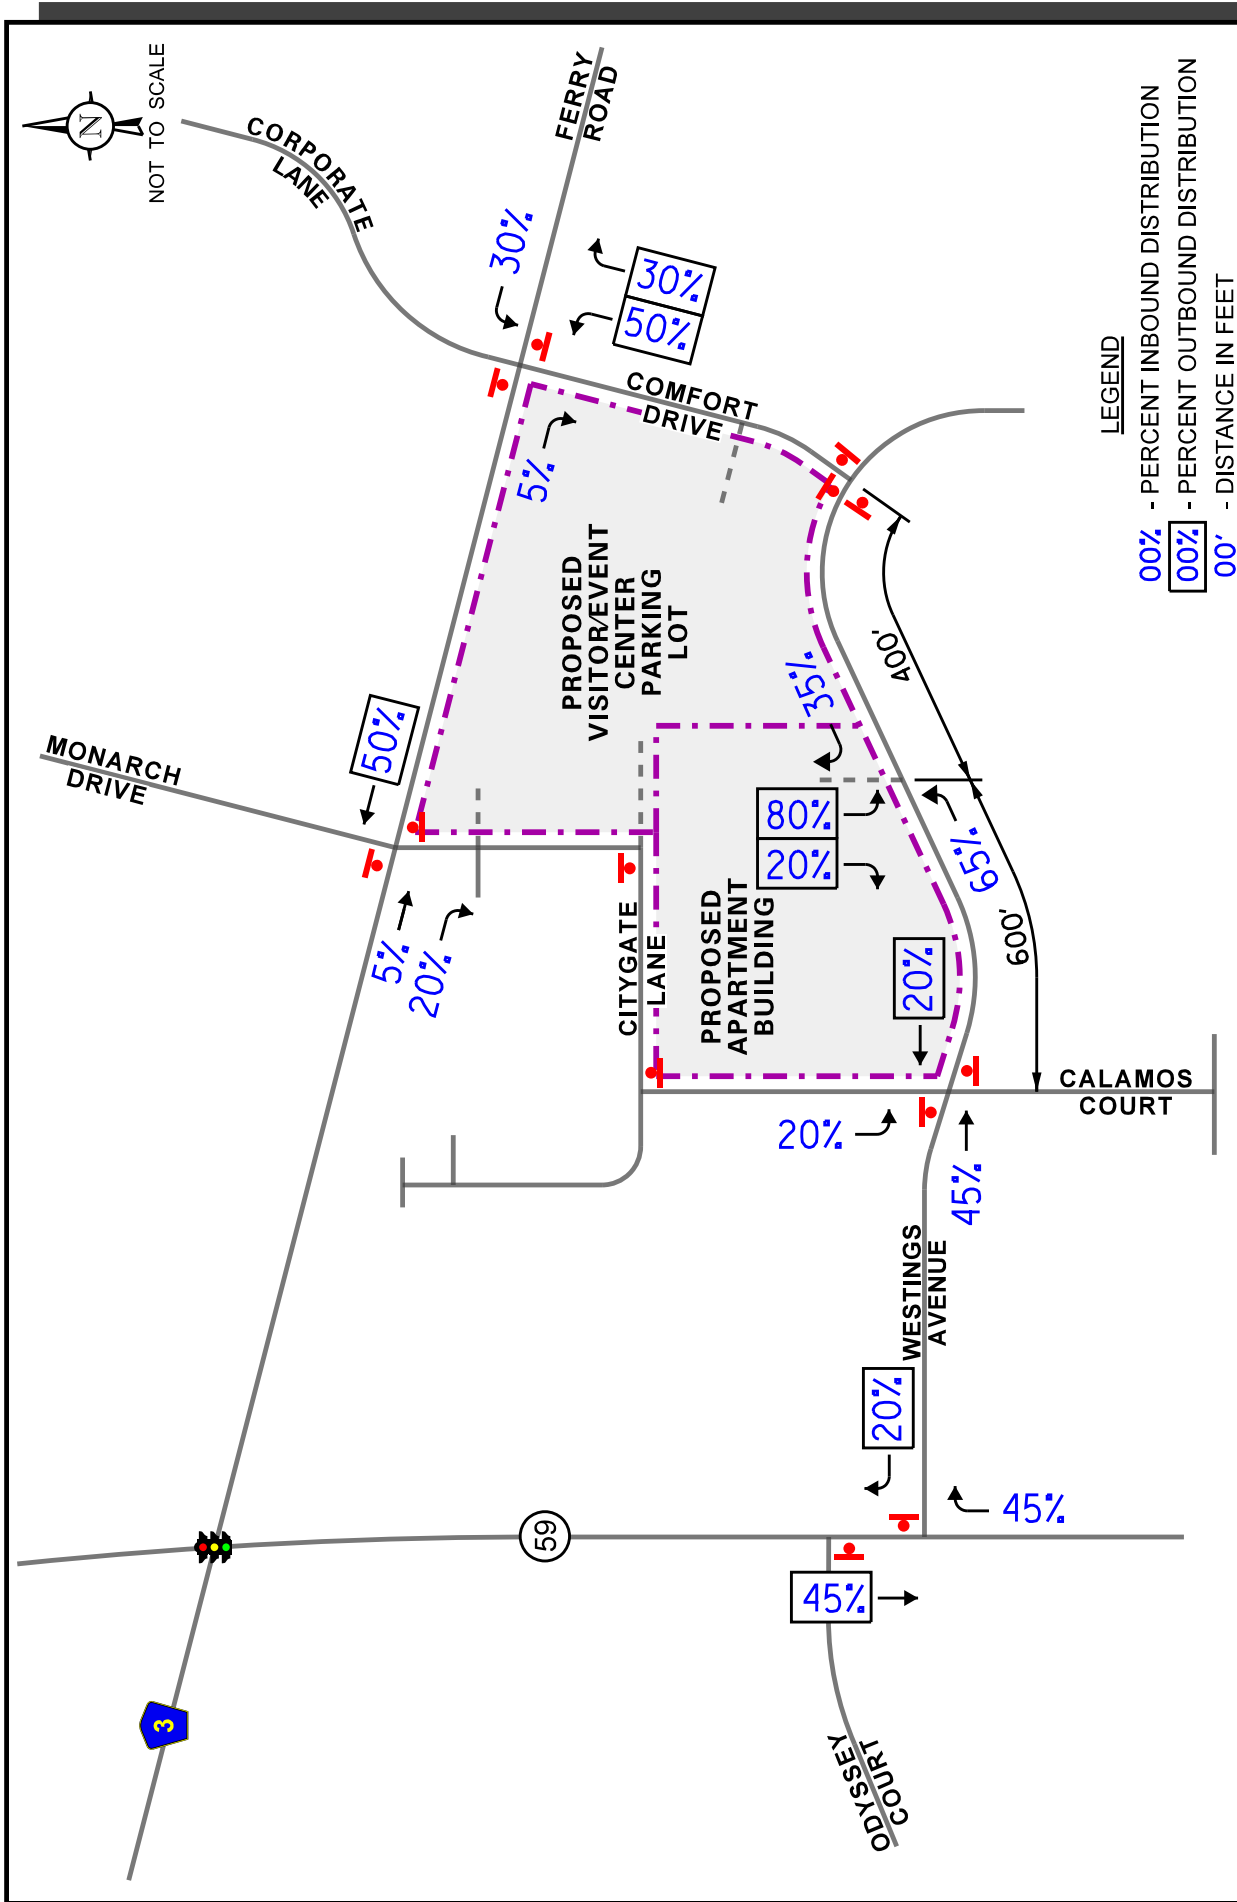 N
NOT TO SCALE
CORPORATE
LANE
FERRY
ROAD
30%
30%
50%
COMFORT
DRIVE
5%
PROPOSED
VISITOR/EVENT
CENTER
PARKING
LOT
MONARCH
DRIVE
50%
5%
20%
CITYGATE
LANE
PROPOSED
APARTMENT
BUILDING
35%
80%
20%
65%
400'
600'
20%
20%
45%
CALAMOS
COURT
WESTINGS
AVENUE
20%
45%
59
45%
ODYSSEY
COURT
3
LEGEND
00% - PERCENT INBOUND DISTRIBUTION
00% - PERCENT OUTBOUND DISTRIBUTION
00' - DISTANCE IN FEET